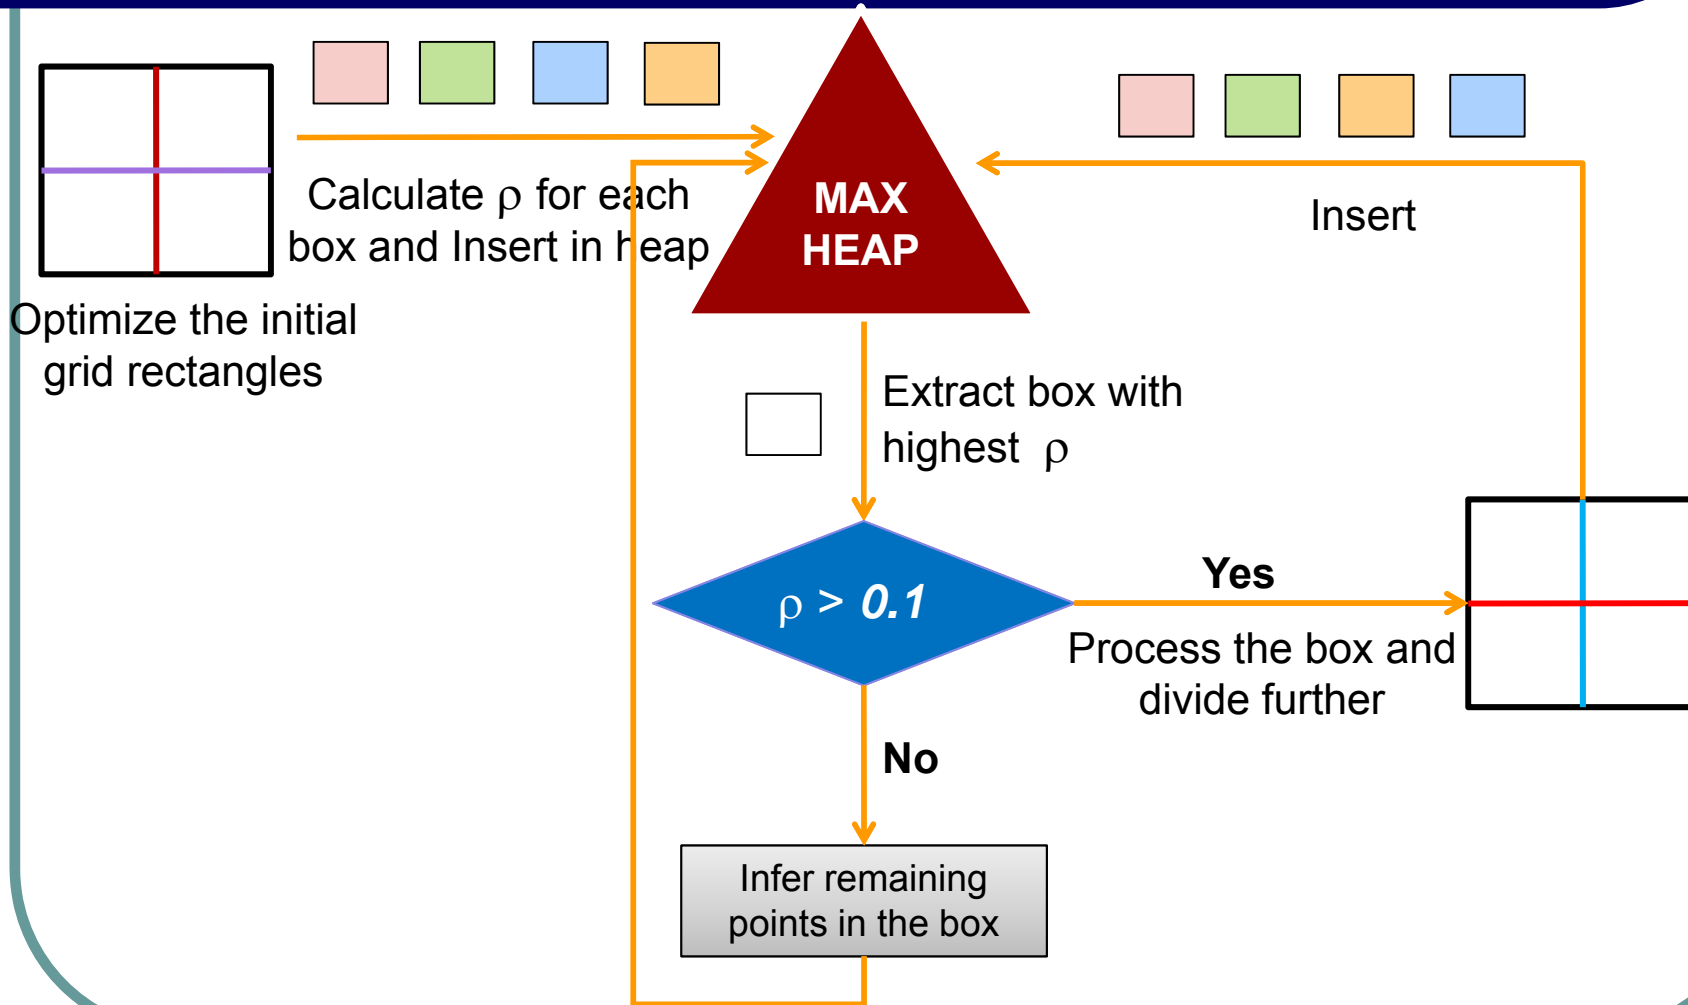 Calculate ρ for each
box and Insert in heap
MAX
HEAP
Insert
Optimize the initial
grid rectangles
Extract box with
highest ρ
ρ > 0.1
Yes
Process the box and
divide further
No
Infer remaining
points in the box